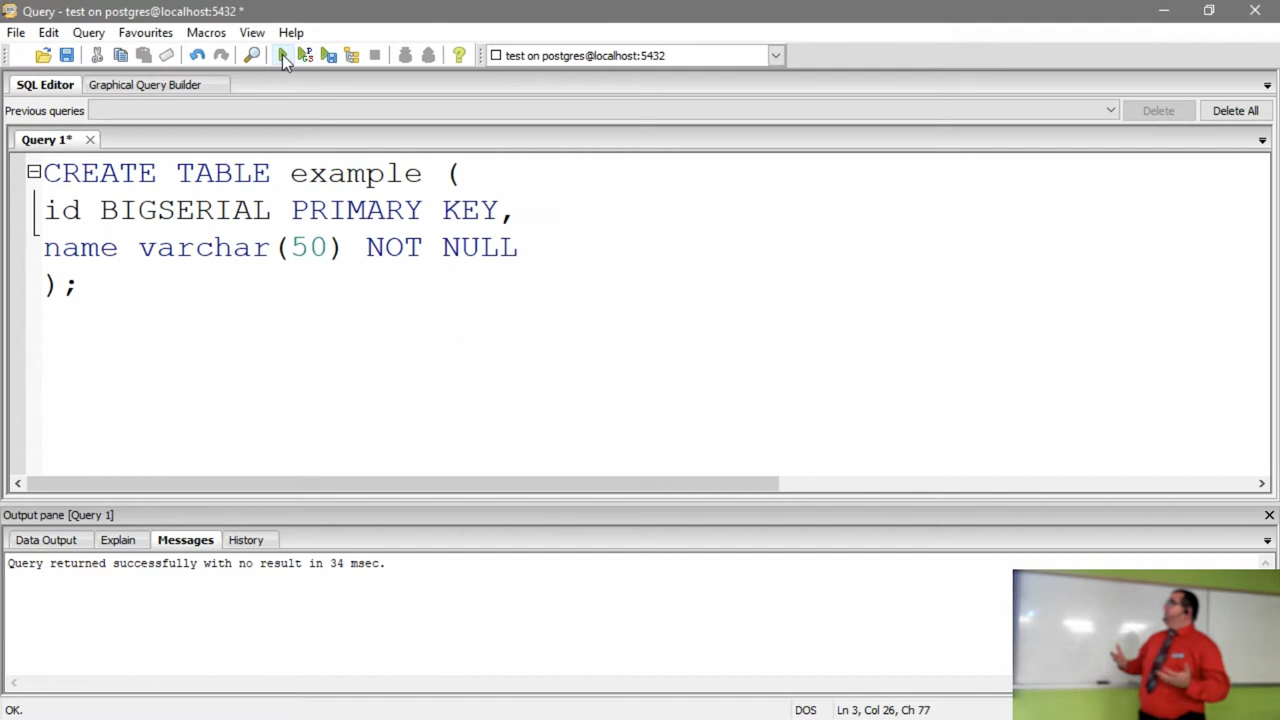 Query - test on postgres@localhost:5432 *
File Edit Query Favourites Macros View Help
test on postgres@localhost:5432
SQL Editor Graphical Query Builder
Previous queries Delete Delete All
Query 1*
CREATE TABLE example (
id BIGSERIAL PRIMARY KEY,
name varchar(50) NOT NULL
);
Output pane [Query 1]
Data Output Explain Messages History
Query returned successfully with no result in 34 msec.
OK. DOS Ln 3, Col 26, Ch 77